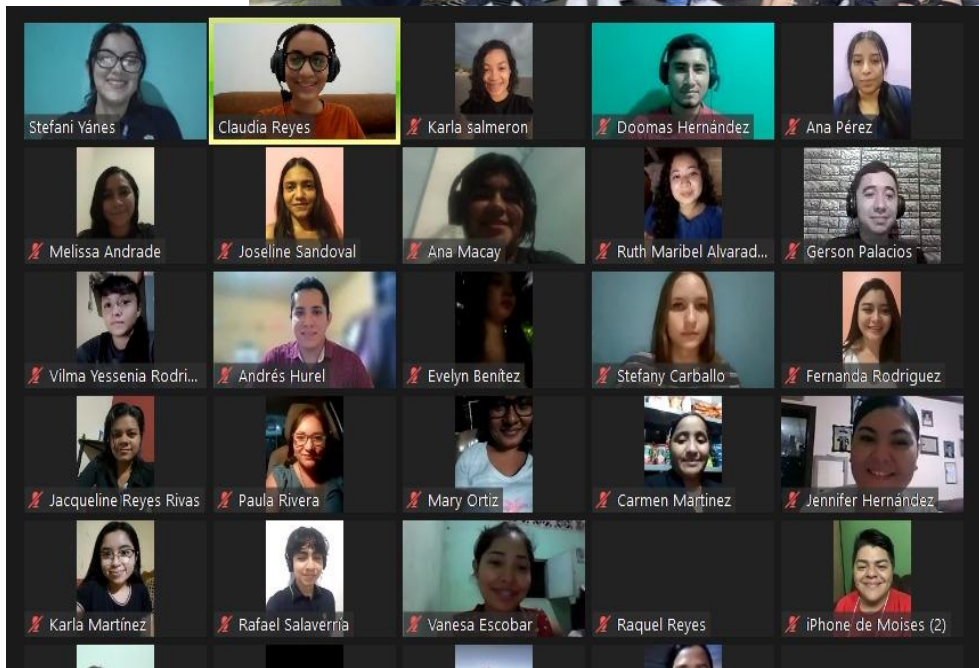 Stefani Yánes
Claudia Reyes
Karla salmeron
Doomas Hernández
Ana Pérez
Melissa Andrade
Joseline Sandoval
Ana Macay
Ruth Maribel Alvarad...
Gerson Palacios
Vilma Yessenia Rodri...
Andrés Hurel
Evelyn Benítez
Stefany Carballo
Fernanda Rodriguez
Jacqueline Reyes Rivas
Paula Rivera
Mary Ortiz
Carmen Martinez
Jennifer Hernández
Karla Martínez
Rafael Salaverría
Vanesa Escobar
Raquel Reyes
iPhone de Moises (2)